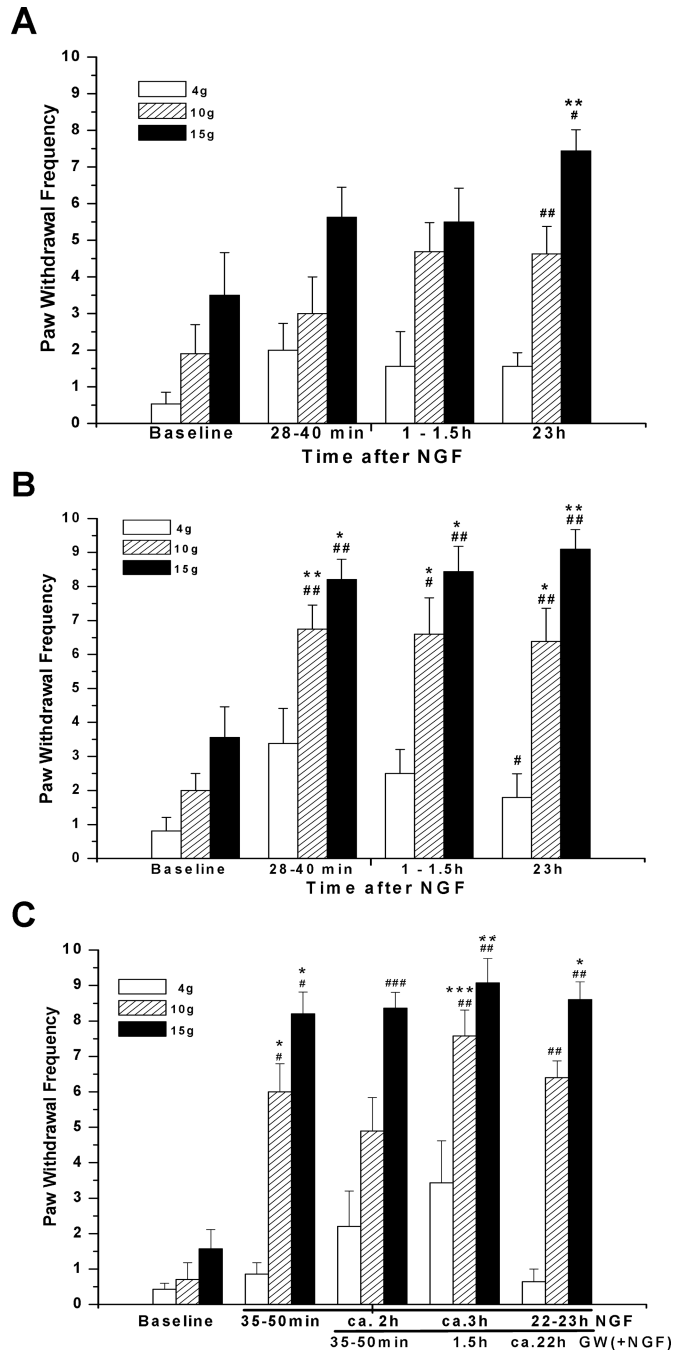 A
Paw Withdrawal Frequency
10
9
8
7
6
5
4
3
2
1
0
4g
10g
15g
**
#
##
Baseline 28-40 min 1 - 1.5h 23h
Time after NGF
B
Paw Withdrawal Frequency
10
9
8
7
6
5
4
3
2
1
0
4g
10g
15g
**
##
*
##
*
#
*
##
#
*
##
**
##
Baseline 28-40 min 1 - 1.5h 23h
Time after NGF
C
Paw Withdrawal Frequency
10
9
8
7
6
5
4
3
2
1
0
4g
10g
15g
*
#
*
#
###
***
##
**
##
##
*
##
Baseline 35-50min ca. 2h ca.3h 22-23h NGF
35-50min 1.5h ca.22h GW(+NGF)